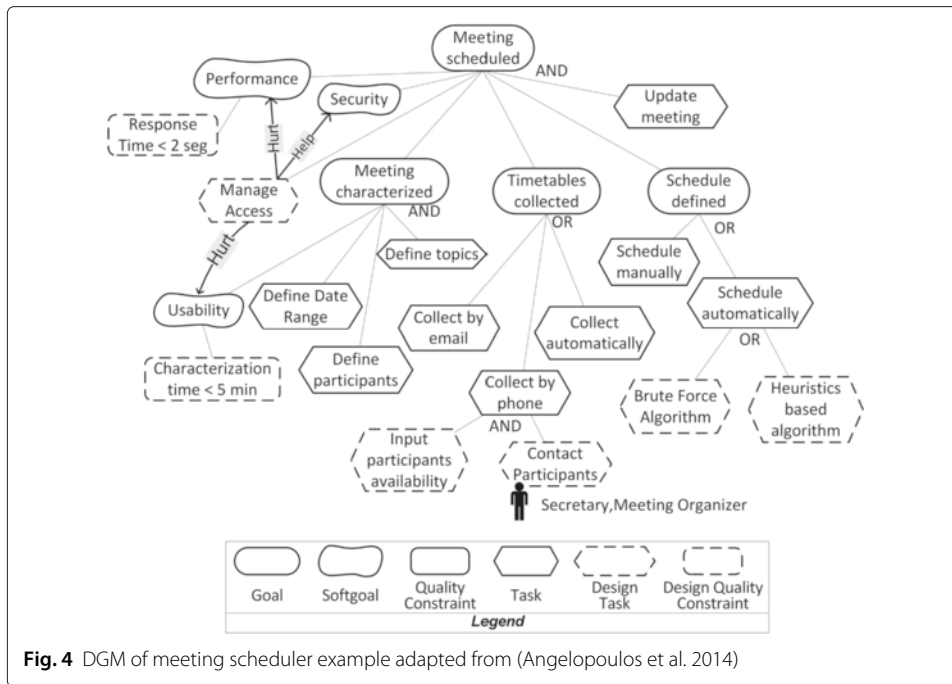 Meeting
scheduled
AND
Performance
Security
Update
meeting
Response
Time < 2 seg
Hurt
Help
Manage
Access
Meeting
characterized
AND
Timetables
collected
OR
Schedule
defined
OR
Hurt
Define topics
Schedule
manually
Usability
Define Date
Range
Collect by
email
Collect
automatically
Schedule
automatically
OR
Characterization
time < 5 min
Define
participants
Collect by
phone
AND
Brute Force
Algorithm
Heuristics
based
algorithm
Input
participants
availability
Contact
Participants
Secretary,Meeting Organizer
Goal
Softgoal
Quality
Constraint
Task
Design
Task
Design Quality
Constraint
Legend
Fig. 4 DGM of meeting scheduler example adapted from (Angelopoulos et al. 2014)